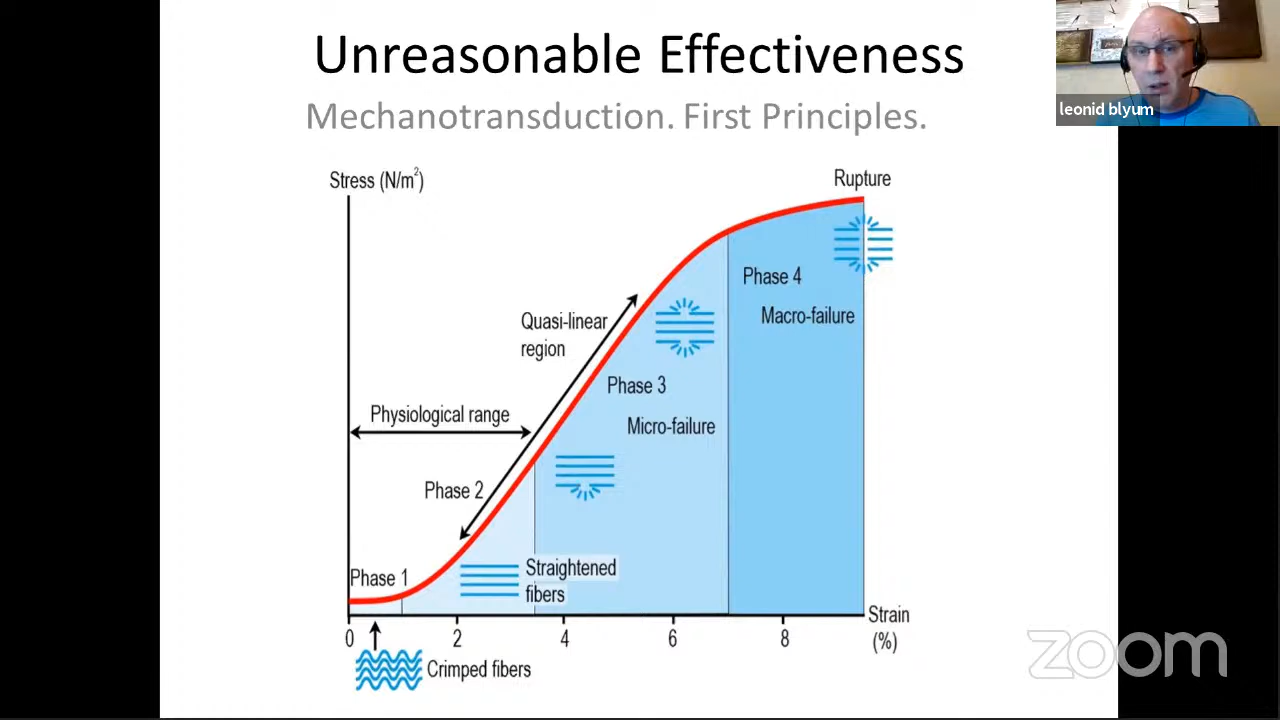 Unreasonable Effectiveness
Mechanotransduction. First Principles.
leonid blyum
Stress (N/m²)
Rupture
Phase 4
Quasi-linear
region
Macro-failure
Phase 3
Physiological range
Micro-failure
Phase 2
Straightened
fibers
Phase 1
Strain
(%)
0 2 4 6 8
Crimped fibers
zoom